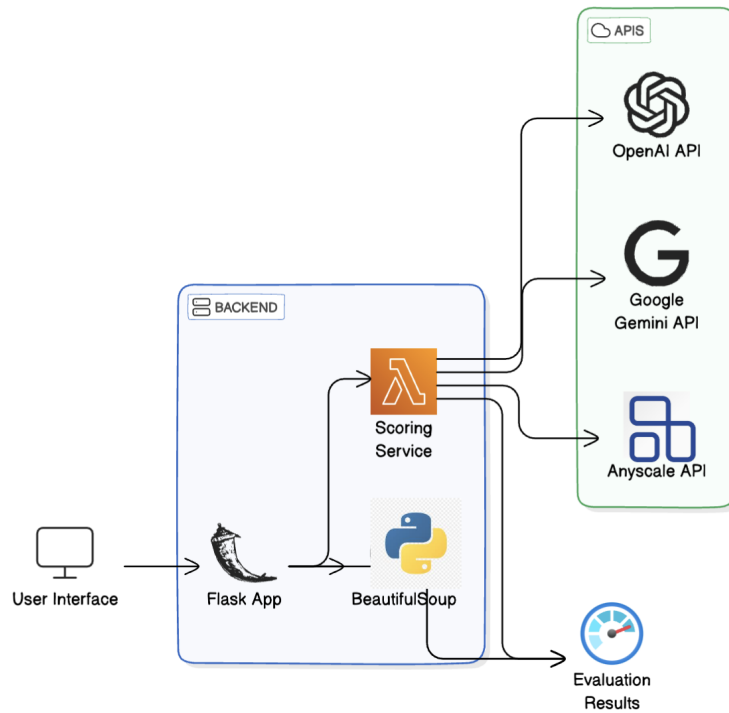 APIS
OpenAI API
Google
Gemini API
BACKEND
Scoring
Service
Anyscale API
User Interface
Flask App
BeautifulSoup
Evaluation
Results